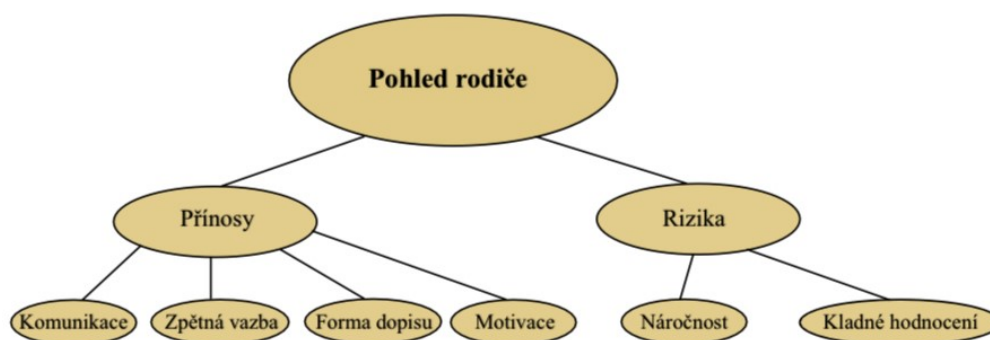 Pohled rodiče
Přínosy
Rizika
Komunikace
Zpětná vazba
Forma dopisu
Motivace
Náročnost
Kladné hodnocení